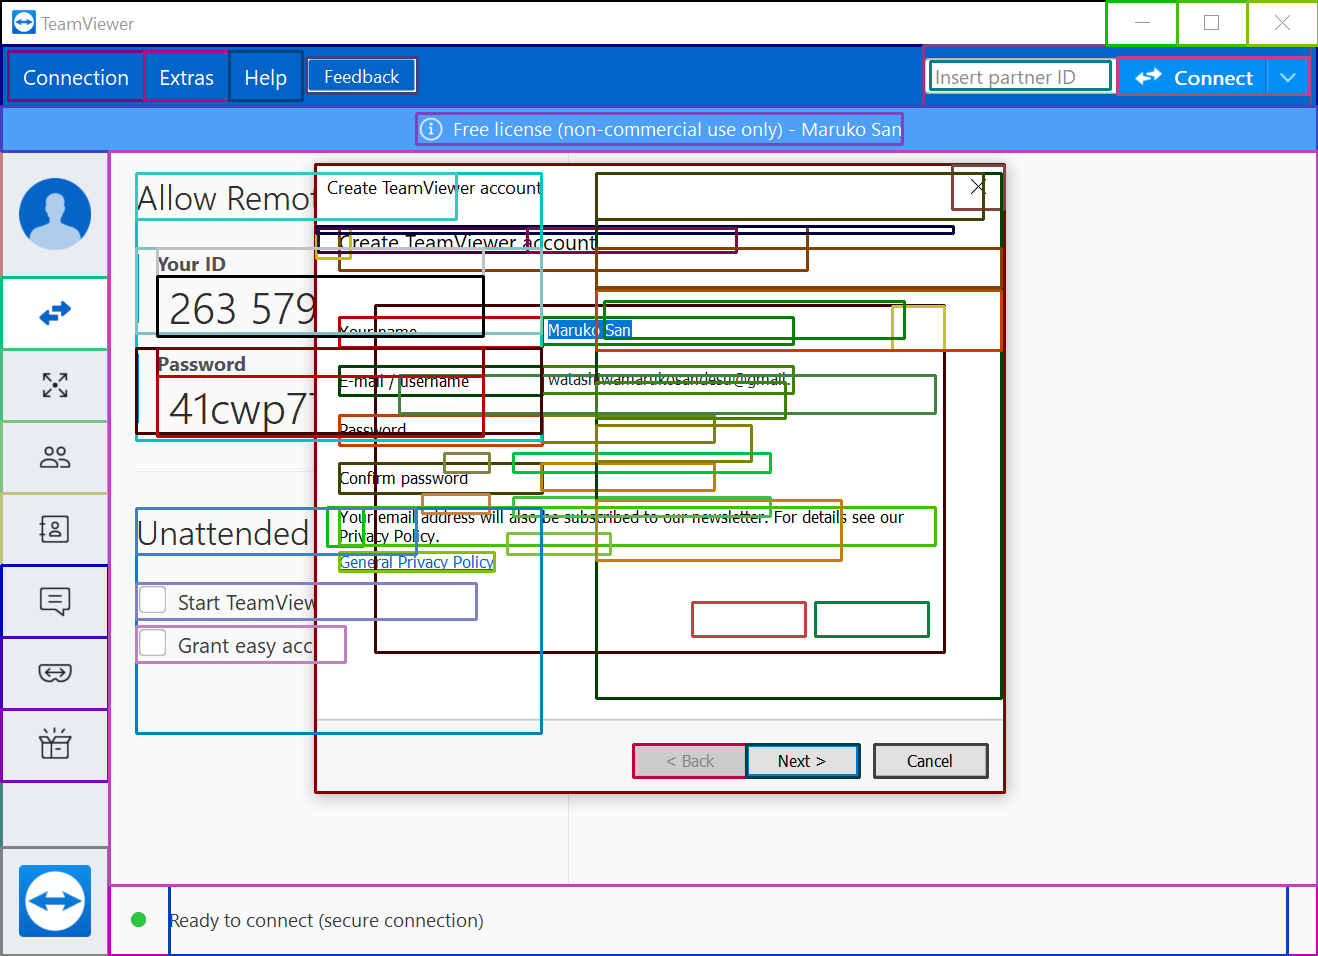 TeamViewer
Connection
Extras
Help
Feedback
Insert partner ID
Connect
Free license (non-commercial use only) - Maruko San
Allow Remot
Your ID
263 579
Password
41cwp77
Unattended
Start TeamView
Grant easy acc
Create TeamViewer account
Create TeamViewer account
Your name
Maruko San
E-mail / username
watashiwamarukosandesu@gmail.
Password
Confirm password
Your email address will also be subscribed to our newsletter. For details see our
Privacy Policy.
General Privacy Policy
< Back
Next >
Cancel
Ready to connect (secure connection)